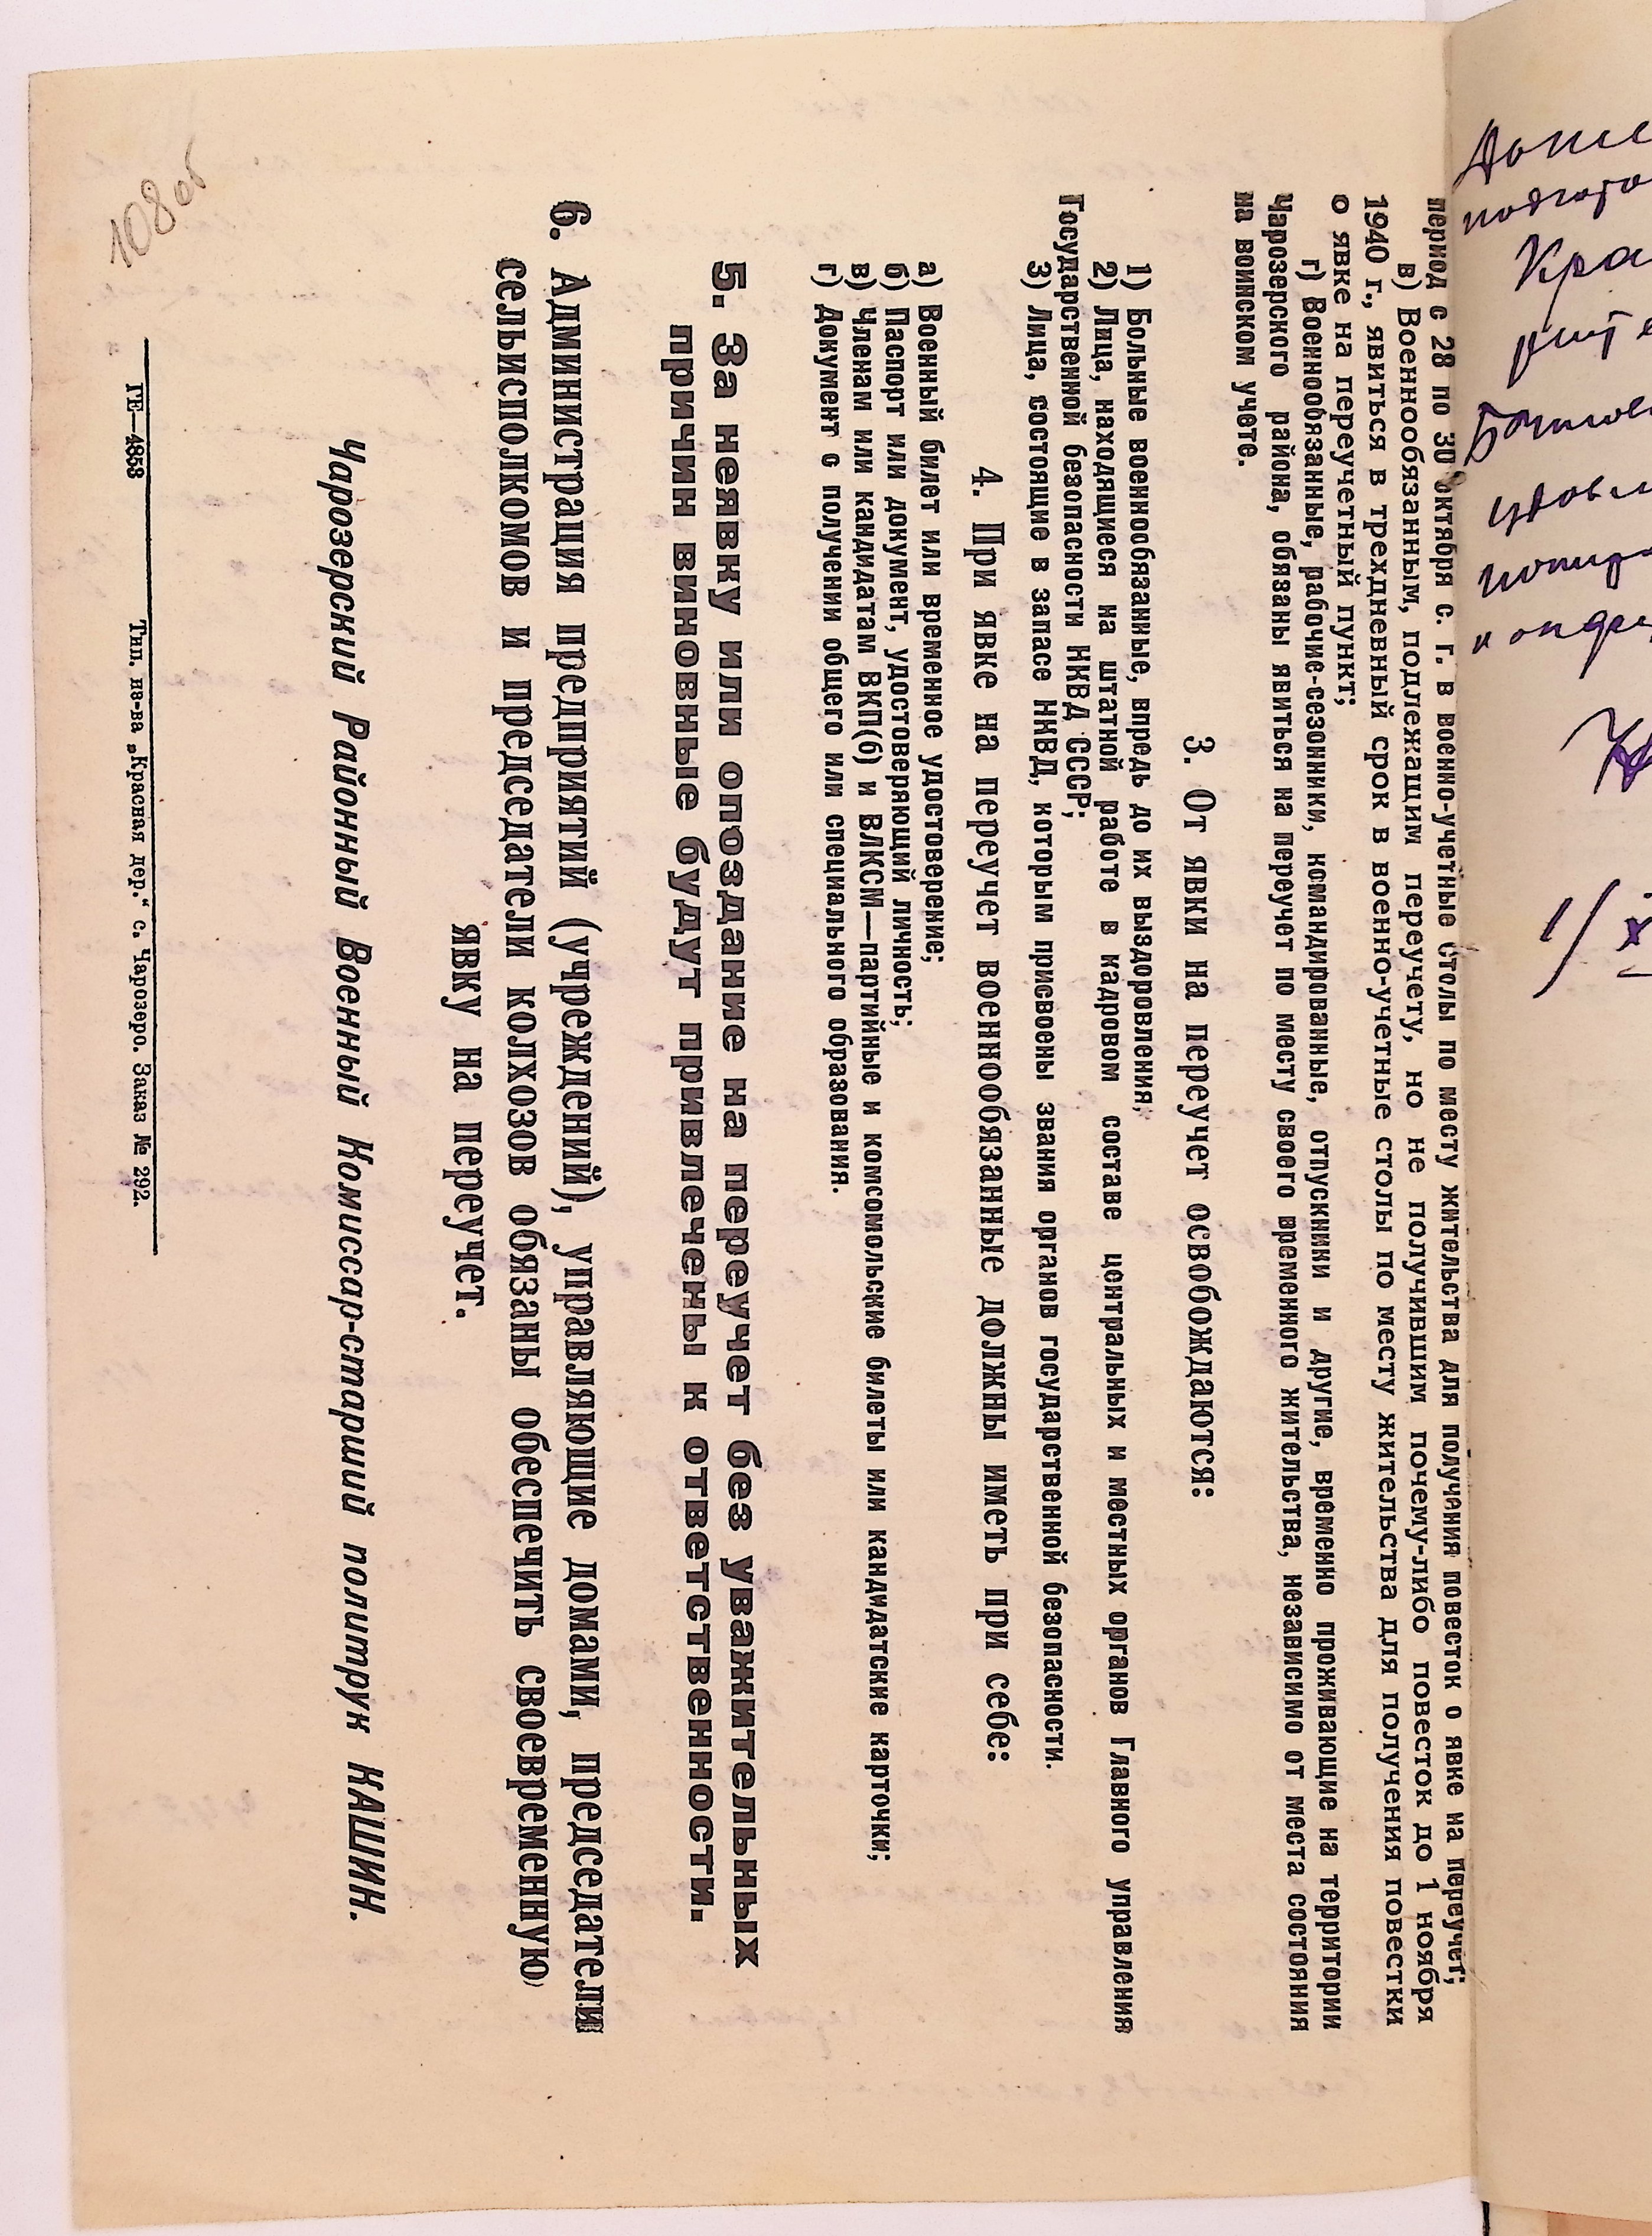 период с 28 по 30 октября с. г. в военно-учетные столы по месту жительства для получения повесток о явке на переучет;
в) Военнообязанным, подлежащим переучету, но не получившим почему-либо повесток до 1 ноября
1940 г., явиться в трехдневный срок в военно-учетные столы по месту жительства для получения повестки
о явке на переучетный пункт;
г) Военнообязанные, рабочие-сезонники, командированные, отпускники и другие, временно проживающие на территории
Чарозерского района, обязаны явиться на переучет по месту своего временного жительства, независимо от места состояния
на воинском учете.
3. От явки на переучет освобождаются:
1) Больные военнообязанные, впредь до их выздоровления;
2) Лица, находящиеся на штатной работе в кадровом составе центральных и местных органов Главного управления
Государственной безопасности НКВД СССР;
3) Лица, состоящие в запасе НКВД, которым присвоены звания органов государственной безопасности.
4. При явке на переучет военнообязанные должны иметь при себе:
а) Военный билет или временное удостоверение;
б) Паспорт или документ, удостоверяющий личность;
в) Членам или кандидатам ВКП(б) и ВЛКСМ—партийные и комсомольские билеты или кандидатские карточки;
г) Документ о получении общего или специального образования.
5. За неявку или опоздание на переучет без уважительных
причин виновные будут привлечены к ответственности.
6. Администрация предприятий (учреждений), управляющие домами, председатели
сельисполкомов и председатели колхозов обязаны обеспечить своевременную
явку на переучет.
Чарозерский Районный Военный Комиссар-старший политрук КАШИН.
ГЕ—4858 Тип. из-ва „Красная дер.“ с. Чарозеро. Заказ № 292.
108об